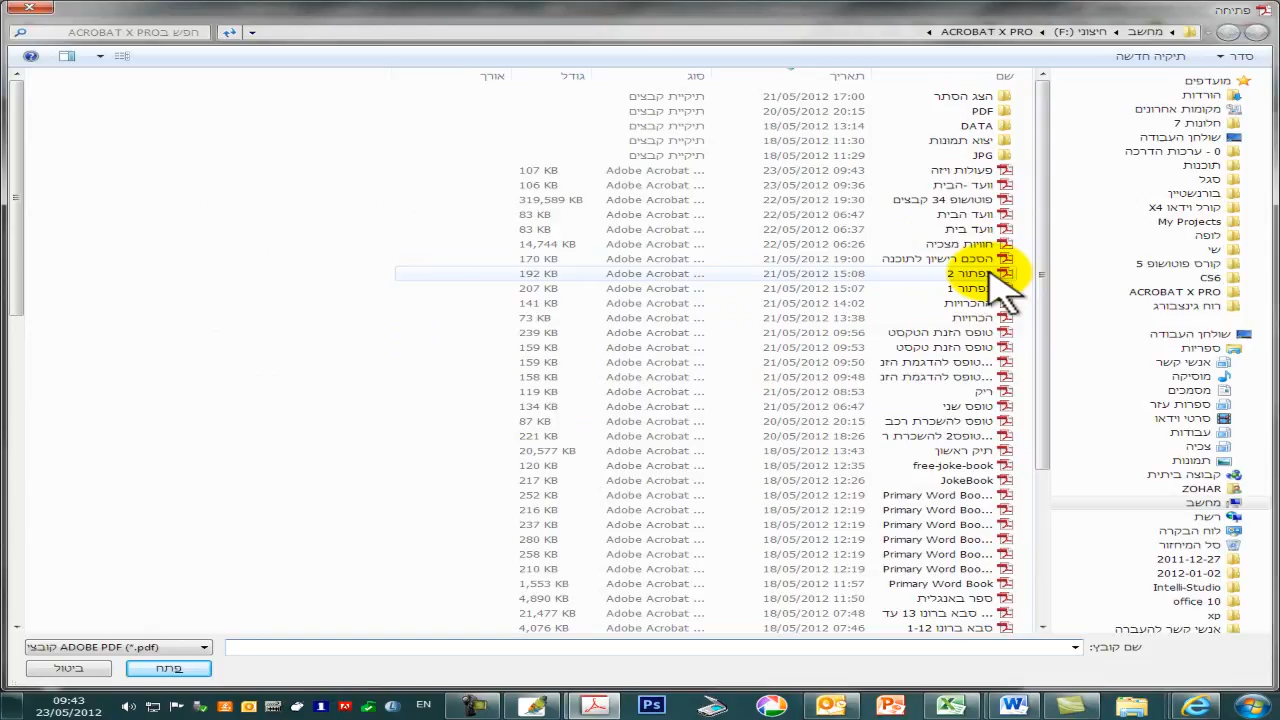 פתיחה
מחשב
חיצוני (F:)
ACROBAT X PRO
חפש בACROBAT X PRO
סדר
תיקיה חדשה
שם תאריך סוג גודל אורך
הצג הסתר 21/05/2012 17:00 תיקיית קבצים
PDF 20/05/2012 20:15 תיקיית קבצים
DATA 18/05/2012 13:14 תיקיית קבצים
יצוא תמונות 18/05/2012 11:30 תיקיית קבצים
JPG 18/05/2012 11:29 תיקיית קבצים
פעולות ויזה 23/05/2012 09:43 Adobe Acrobat ... 107 KB
וועד -הבית 23/05/2012 09:36 Adobe Acrobat ... 106 KB
פוטושופ 34 קבצים 22/05/2012 19:30 Adobe Acrobat ... 319,589 KB
וועד הבית 22/05/2012 06:47 Adobe Acrobat ... 83 KB
וועד בית 22/05/2012 06:37 Adobe Acrobat ... 83 KB
חוויות מצכיה 22/05/2012 06:26 Adobe Acrobat ... 14,744 KB
הסכם רישיון לתוכנה 21/05/2012 19:00 Adobe Acrobat ... 170 KB
2 21/05/2012 15:08 Adobe Acrobat ... 192 KB
1 21/05/2012 15:07 Adobe Acrobat ... 207 KB
ההכרויות 21/05/2012 14:02 Adobe Acrobat ... 141 KB
הכרויות 21/05/2012 13:38 Adobe Acrobat ... 73 KB
טופס הזנת הטקסט 21/05/2012 09:56 Adobe Acrobat ... 239 KB
טופס הזנת טקסט 21/05/2012 09:53 Adobe Acrobat ... 159 KB
טופס להדגמת הזנ... 21/05/2012 09:50 Adobe Acrobat ... 159 KB
טופס להדגמת הזנ... 21/05/2012 09:48 Adobe Acrobat ... 158 KB
ריק 21/05/2012 08:53 Adobe Acrobat ... 119 KB
טופס שני 21/05/2012 06:47 Adobe Acrobat ... 134 KB
טופס להשכרת רכב 20/05/2012 20:15 Adobe Acrobat ... 87 KB
טופס2 להשכרת ר... 20/05/2012 18:26 Adobe Acrobat ... 221 KB
תיק ראשון 18/05/2012 13:43 Adobe Acrobat ... 20,577 KB
free-joke-book 18/05/2012 12:35 Adobe Acrobat ... 120 KB
JokeBook 18/05/2012 12:26 Adobe Acrobat ... 217 KB
Primary Word Boo... 18/05/2012 12:19 Adobe Acrobat ... 252 KB
Primary Word Boo... 18/05/2012 12:19 Adobe Acrobat ... 216 KB
Primary Word Boo... 18/05/2012 12:19 Adobe Acrobat ... 237 KB
Primary Word Boo... 18/05/2012 12:19 Adobe Acrobat ... 280 KB
Primary Word Boo... 18/05/2012 12:19 Adobe Acrobat ... 258 KB
Primary Word Boo... 18/05/2012 12:19 Adobe Acrobat ... 210 KB
Primary Word Book 18/05/2012 11:57 Adobe Acrobat ... 1,553 KB
ספר באנגלית 18/05/2012 11:50 Adobe Acrobat ... 4,890 KB
סבא ברונו 13 עד ... 18/05/2012 07:48 Adobe Acrobat ... 21,477 KB
סבא ברונו 1-12 18/05/2012 07:46 Adobe Acrobat ... 4,076 KB
מועדפים
הורדות
מקומות אחרונים
חלונות 7
שולחן העבודה
0 - ערכות הדרכה
תוכנות
סגל
בורנשטיין
קורל וידאו X4
My Projects
לופה
שי
קורס פוטושופ 5
CS6
ACROBAT X PRO
רוח גינצבורג
שולחן העבודה
ספריות
אנשי קשר
מוסיקה
מסמכים
ספרות עזר
סרטי וידאו
עבודות
צכיה
תמונות
קבוצה ביתית
ZOHAR
מחשב
רשת
לוח הבקרה
סל המיחזור
2011-12-27
2012-01-02
Intelli-Studio
office 10
xp
אנשי קשר להעברה
שם קובץ:
קובצי ADOBE PDF (*.pdf)
פתח
ביטול
EN
09:43
23/05/2012